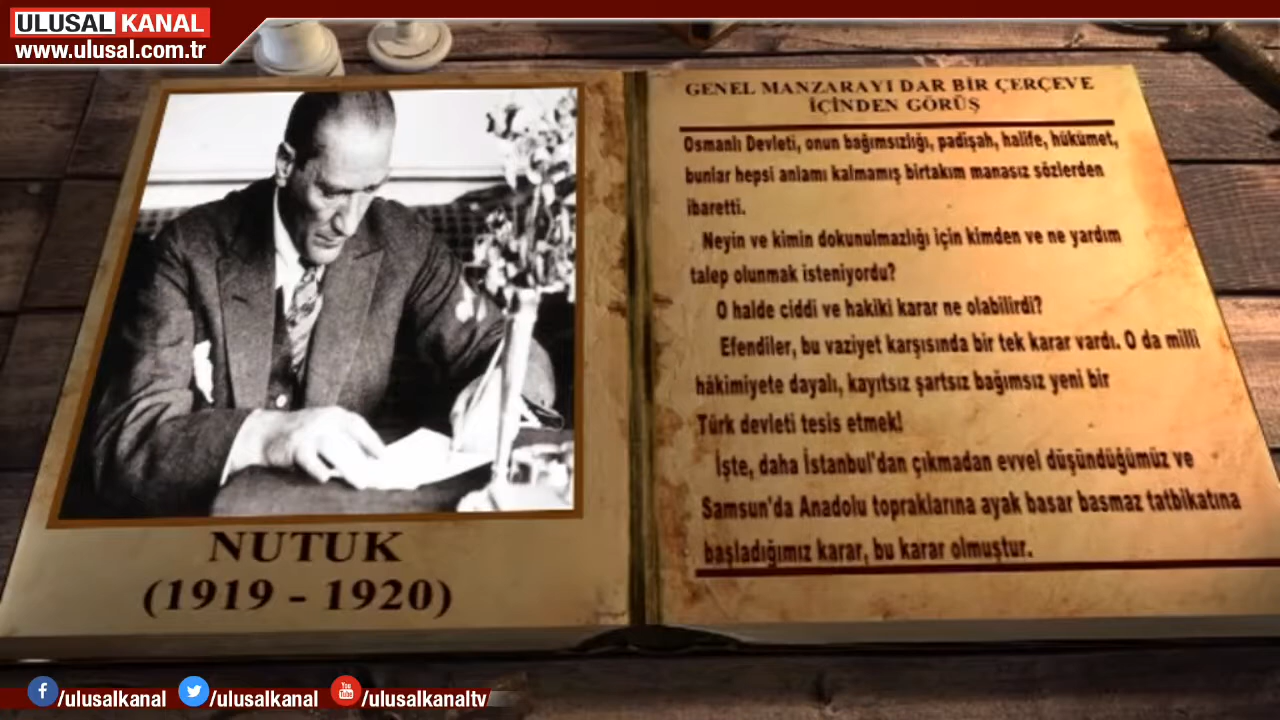 ULUSAL KANAL
www.ulusal.com.tr
NUTUK
(1919 - 1920)
GENEL MANZARAYI DAR BİR ÇERÇEVE
İÇİNDEN GÖRÜŞ
Osmanlı Devleti, onun bağımsızlığı, padişah, halife, hükümet,
bunlar hepsi anlamı kalmamış birtakım manasız sözlerden
ibaretti.
Neyin ve kimin dokunulmazlığı için kimden ve ne yardım
talep olunmak isteniyordu?
O halde ciddi ve hakiki karar ne olabilirdi?
Efendiler, bu vaziyet karşısında bir tek karar vardı. O da milli
hâkimiyete dayalı, kayıtsız şartsız bağımsız yeni bir
Türk devleti tesis etmek!
İşte, daha İstanbul'dan çıkmadan evvel düşündüğümüz ve
Samsun'da Anadolu topraklarına ayak basar basmaz tatbikatına
başladığımız karar, bu karar olmuştur.
/ulusalkanal /ulusalkanal You Tube /ulusalkanaltv